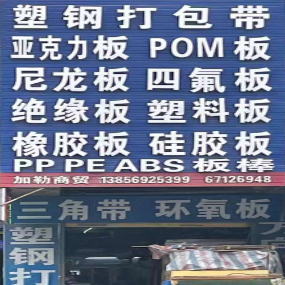 塑钢打包带
亚克力板 POM板
尼龙板 四氟板
绝缘板 塑料板
橡胶板 硅胶板
PP PE ABS 板棒
加勒商贸 13856925399 67126948
三角带 环氧板
塑钢打